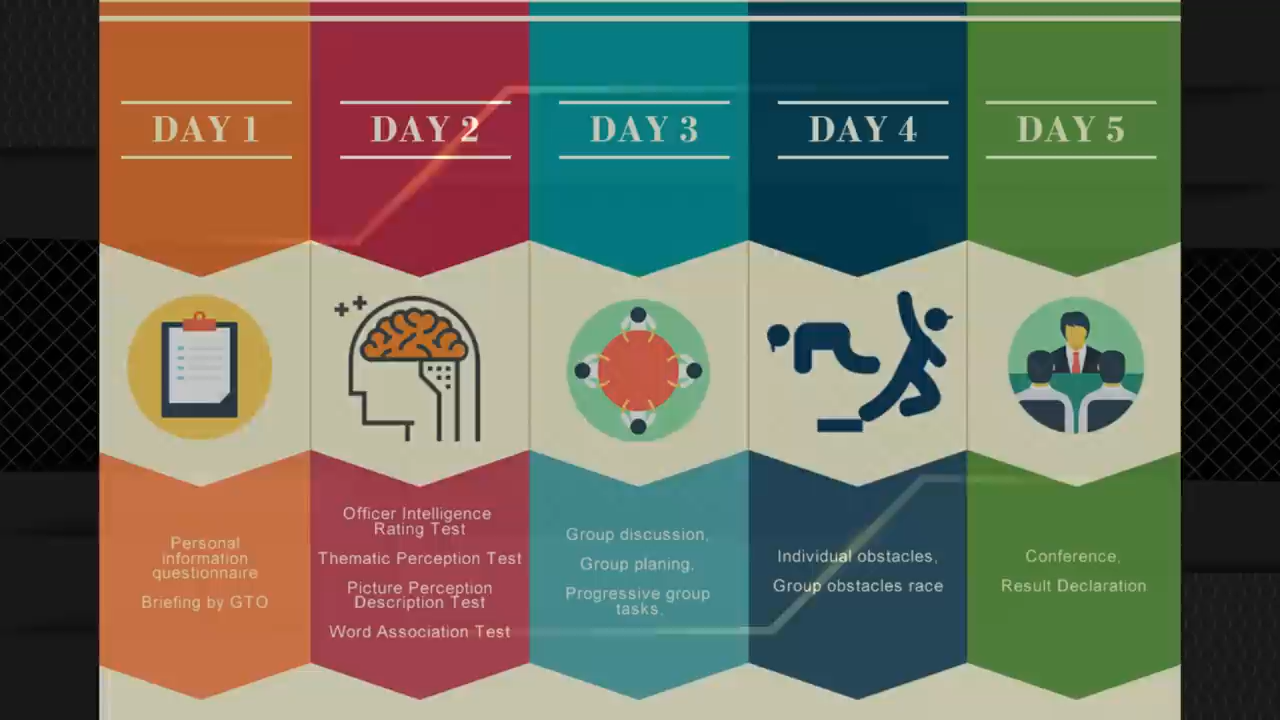 DAY 1
DAY 2
DAY 3
DAY 4
DAY 5
Personal
information
questionnaire
Briefing by GTO
Officer Intelligence
Rating Test
Thematic Perception Test
Picture Perception
Description Test
Word Association Test
Group discussion,
Group planing.
Progressive group
tasks.
Individual obstacles,
Group obstacles race
Conference,
Result Declaration